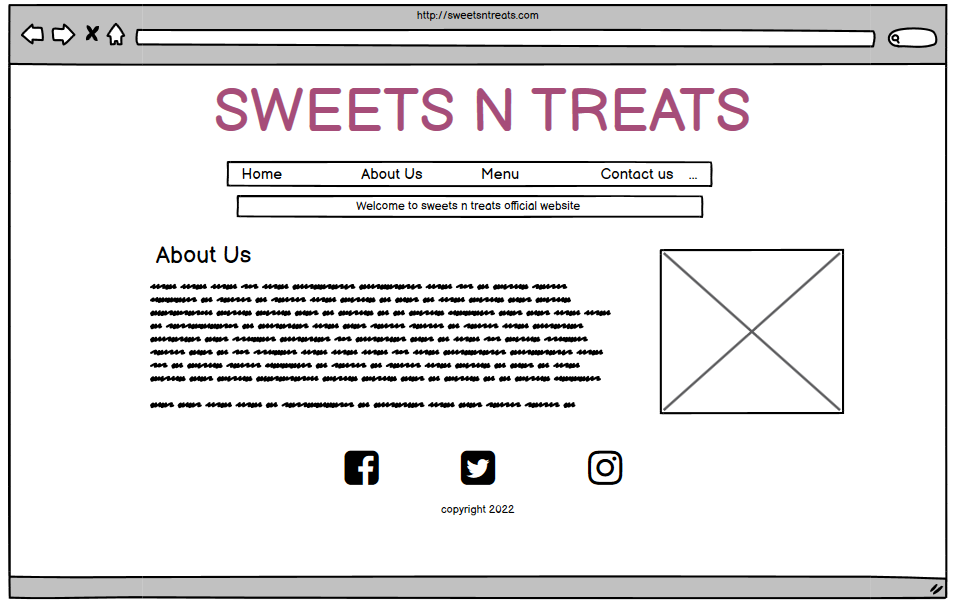 http://sweetsntreats.com
SWEETS N TREATS
Home About Us Menu Contact us ...
Welcome to sweets n treats official website
About Us
copyright 2022